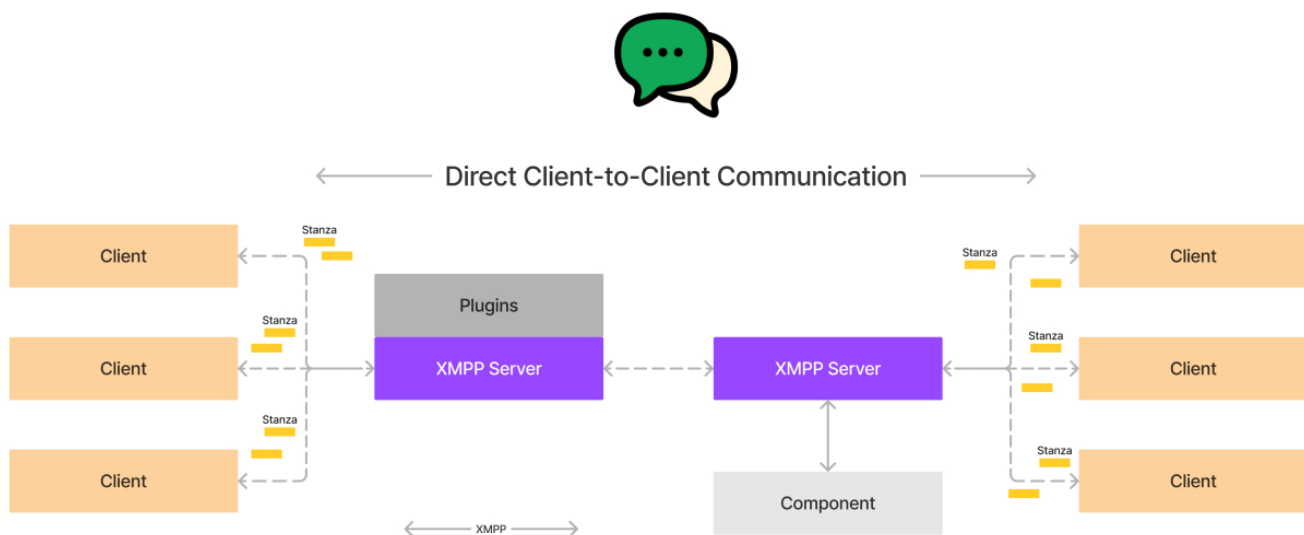 Direct Client-to-Client Communication
Stanza
Stanza
Client
Client
Plugins
Stanza
Stanza
Client
XMPP Server
XMPP Server
Client
Stanza
Stanza
Client
Client
Component
XMPP